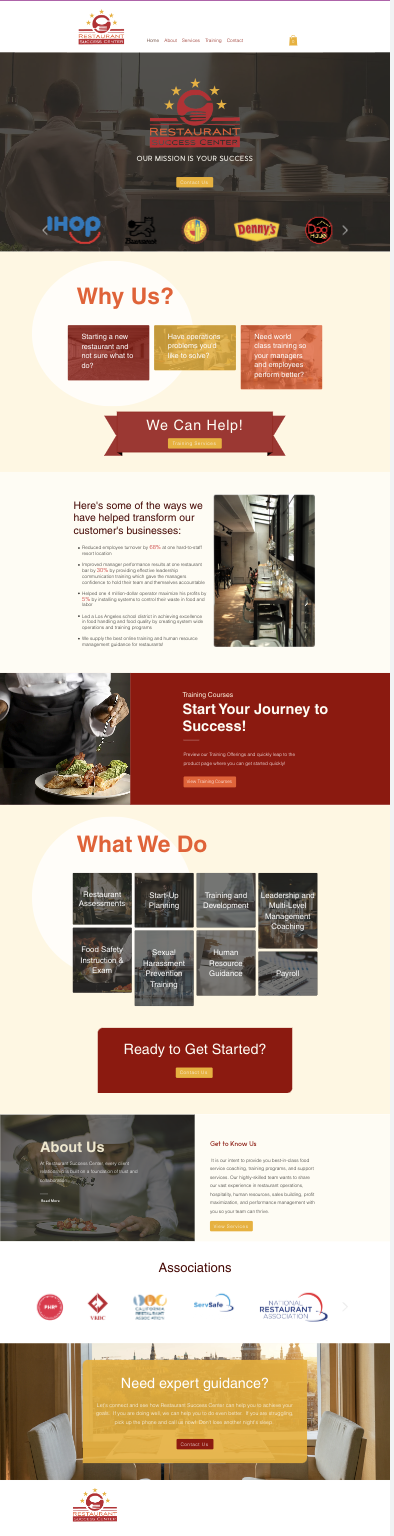 RESTAURANT
SUCCESS CENTER
Home About Services Training Contact
RESTAURANT
SUCCESS CENTER
OUR MISSION IS YOUR SUCCESS
Contact Us
IHOP
Denny's
Dog
Haus
Why Us?
Starting a new
restaurant and
not sure what to
do?
Have operations
problems you'd
like to solve?
Need world
class training so
your managers
and employees
perform better?
We Can Help!
Training Services
Here's some of the ways we
have helped transform our
customer's businesses:
Reduced employee turnover by 68% at one hard-to-staff
resort location
Improved manager performance results at one restaurant
bar by 30% by providing effective leadership
communication training which gave the managers
confidence to hold their team and themselves accountable
Helped one 4 million-dollar operator maximize his profits by
5% by installing systems to control their waste in food and
labor
Led a Los Angeles school district in achieving excellence
in food handling and food quality by creating system wide
operations and training programs
We supply the best online training and human resource
management guidance for restaurants!
Training Courses
Start Your Journey to
Success!
Preview our Training Offerings and quickly leap to the
product page where you can get started quickly!
View Training Courses
What We Do
Restaurant
Assessments
Start-Up
Planning
Training and
Development
Leadership and
Multi-Level
Management
Coaching
Food Safety
Instruction &
Exam
Sexual
Harassment
Prevention
Training
Human
Resource
Guidance
Payroll
Ready to Get Started?
Contact Us
About Us
At Restaurant Success Center, every client
relationship is built on a foundation of trust and
collaboration.
Read More
Get to Know Us
It is our intent to provide you best-in-class food
service coaching, training programs, and support
services. Our highly-skilled team wants to share
our vast experience in restaurant operations,
hospitality, human resources, sales building, profit
maximization, and performance management with
you so your team can thrive.
View Services
Associations
PHR
VRBC
CALIFORNIA
RESTAURANT
ASSOCIATION
ServSafe
NATIONAL
RESTAURANT
ASSOCIATION
Need expert guidance?
Let's connect and see how Restaurant Success Center can help you to achieve your
goals. If you are doing well, we can help you to do even better. If you are struggling,
pick up the phone and call us now! Don't lose another night's sleep.
Contact Us
RESTAURANT
SUCCESS CENTER